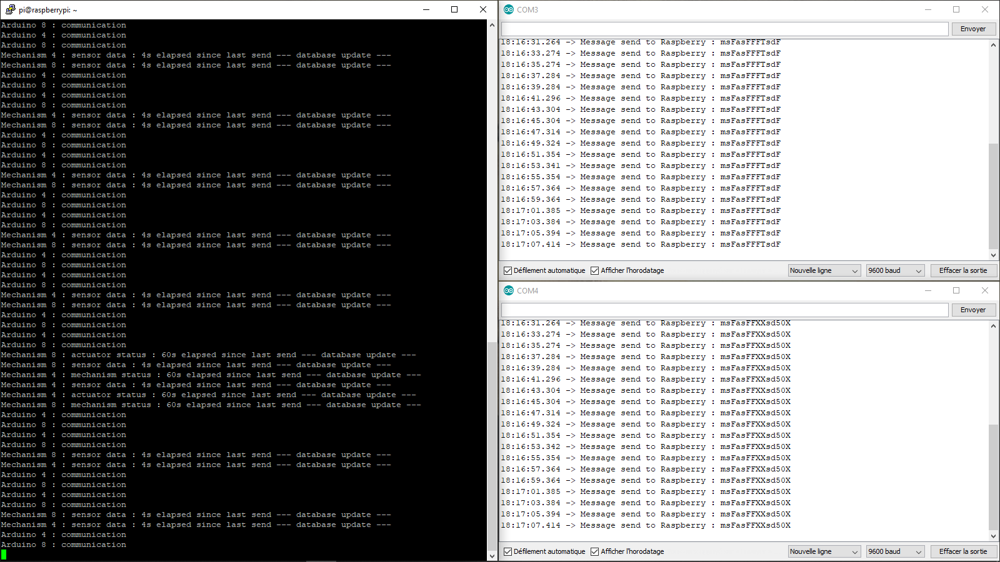 pi@raspberrypi: ~
Arduino 8 : communication
Arduino 4 : communication
Arduino 8 : communication
Mechanism 4 : sensor data : 4s elapsed since last send --- database update ---
Mechanism 8 : sensor data : 4s elapsed since last send --- database update ---
Arduino 4 : communication
Arduino 8 : communication
Arduino 4 : communication
Arduino 8 : communication
Mechanism 4 : sensor data : 4s elapsed since last send --- database update ---
Mechanism 8 : sensor data : 4s elapsed since last send --- database update ---
Arduino 4 : communication
Arduino 8 : communication
Arduino 4 : communication
Arduino 8 : communication
Mechanism 4 : sensor data : 4s elapsed since last send --- database update ---
Mechanism 8 : sensor data : 4s elapsed since last send --- database update ---
Arduino 4 : communication
Arduino 8 : communication
Arduino 4 : communication
Arduino 8 : communication
Mechanism 4 : sensor data : 4s elapsed since last send --- database update ---
Mechanism 8 : sensor data : 4s elapsed since last send --- database update ---
Arduino 4 : communication
Arduino 8 : communication
Arduino 4 : communication
Arduino 8 : communication
Mechanism 4 : sensor data : 4s elapsed since last send --- database update ---
Mechanism 8 : sensor data : 4s elapsed since last send --- database update ---
Arduino 4 : communication
Arduino 8 : communication
Arduino 4 : communication
Arduino 8 : communication
Mechanism 8 : actuator status : 60s elapsed since last send --- database update ---
Mechanism 8 : sensor data : 4s elapsed since last send --- database update ---
Mechanism 4 : mechanism status : 60s elapsed since last send --- database update ---
Mechanism 4 : sensor data : 4s elapsed since last send --- database update ---
Mechanism 4 : actuator status : 60s elapsed since last send --- database update ---
Mechanism 8 : mechanism status : 60s elapsed since last send --- database update ---
Arduino 4 : communication
Arduino 8 : communication
Arduino 4 : communication
Arduino 8 : communication
Mechanism 8 : sensor data : 4s elapsed since last send --- database update ---
Mechanism 4 : sensor data : 4s elapsed since last send --- database update ---
Arduino 4 : communication
Arduino 8 : communication
Arduino 4 : communication
Arduino 8 : communication
Mechanism 8 : sensor data : 4s elapsed since last send --- database update ---
Mechanism 4 : sensor data : 4s elapsed since last send --- database update ---
Arduino 4 : communication
Arduino 8 : communication
COM3
Envoyer
18:16:31.264 -> Message send to Raspberry : msFasFFFTsdF
18:16:33.274 -> Message send to Raspberry : msFasFFFTsdF
18:16:35.274 -> Message send to Raspberry : msFasFFFTsdF
18:16:37.284 -> Message send to Raspberry : msFasFFFTsdF
18:16:39.284 -> Message send to Raspberry : msFasFFFTsdF
18:16:41.296 -> Message send to Raspberry : msFasFFFTsdF
18:16:43.304 -> Message send to Raspberry : msFasFFFTsdF
18:16:45.304 -> Message send to Raspberry : msFasFFFTsdF
18:16:47.314 -> Message send to Raspberry : msFasFFFTsdF
18:16:49.324 -> Message send to Raspberry : msFasFFFTsdF
18:16:51.354 -> Message send to Raspberry : msFasFFFTsdF
18:16:53.341 -> Message send to Raspberry : msFasFFFTsdF
18:16:55.354 -> Message send to Raspberry : msFasFFFTsdF
18:16:57.364 -> Message send to Raspberry : msFasFFFTsdF
18:16:59.364 -> Message send to Raspberry : msFasFFFTsdF
18:17:01.385 -> Message send to Raspberry : msFasFFFTsdF
18:17:03.384 -> Message send to Raspberry : msFasFFFTsdF
18:17:05.394 -> Message send to Raspberry : msFasFFFTsdF
18:17:07.414 -> Message send to Raspberry : msFasFFFTsdF
Défilement automatique Afficher l'horodatage Nouvelle ligne 9600 baud Effacer la sortie
COM4
Envoyer
18:16:31.264 -> Message send to Raspberry : msFasFFXXsd50X
18:16:33.274 -> Message send to Raspberry : msFasFFXXsd50X
18:16:35.274 -> Message send to Raspberry : msFasFFXXsd50X
18:16:37.284 -> Message send to Raspberry : msFasFFXXsd50X
18:16:39.284 -> Message send to Raspberry : msFasFFXXsd50X
18:16:41.296 -> Message send to Raspberry : msFasFFXXsd50X
18:16:43.304 -> Message send to Raspberry : msFasFFXXsd50X
18:16:45.304 -> Message send to Raspberry : msFasFFXXsd50X
18:16:47.314 -> Message send to Raspberry : msFasFFXXsd50X
18:16:49.324 -> Message send to Raspberry : msFasFFXXsd50X
18:16:51.354 -> Message send to Raspberry : msFasFFXXsd50X
18:16:53.342 -> Message send to Raspberry : msFasFFXXsd50X
18:16:55.354 -> Message send to Raspberry : msFasFFXXsd50X
18:16:57.364 -> Message send to Raspberry : msFasFFXXsd50X
18:16:59.364 -> Message send to Raspberry : msFasFFXXsd50X
18:17:01.385 -> Message send to Raspberry : msFasFFXXsd50X
18:17:03.384 -> Message send to Raspberry : msFasFFXXsd50X
18:17:05.394 -> Message send to Raspberry : msFasFFXXsd50X
18:17:07.414 -> Message send to Raspberry : msFasFFXXsd50X
Défilement automatique Afficher l'horodatage Nouvelle ligne 9600 baud Effacer la sortie